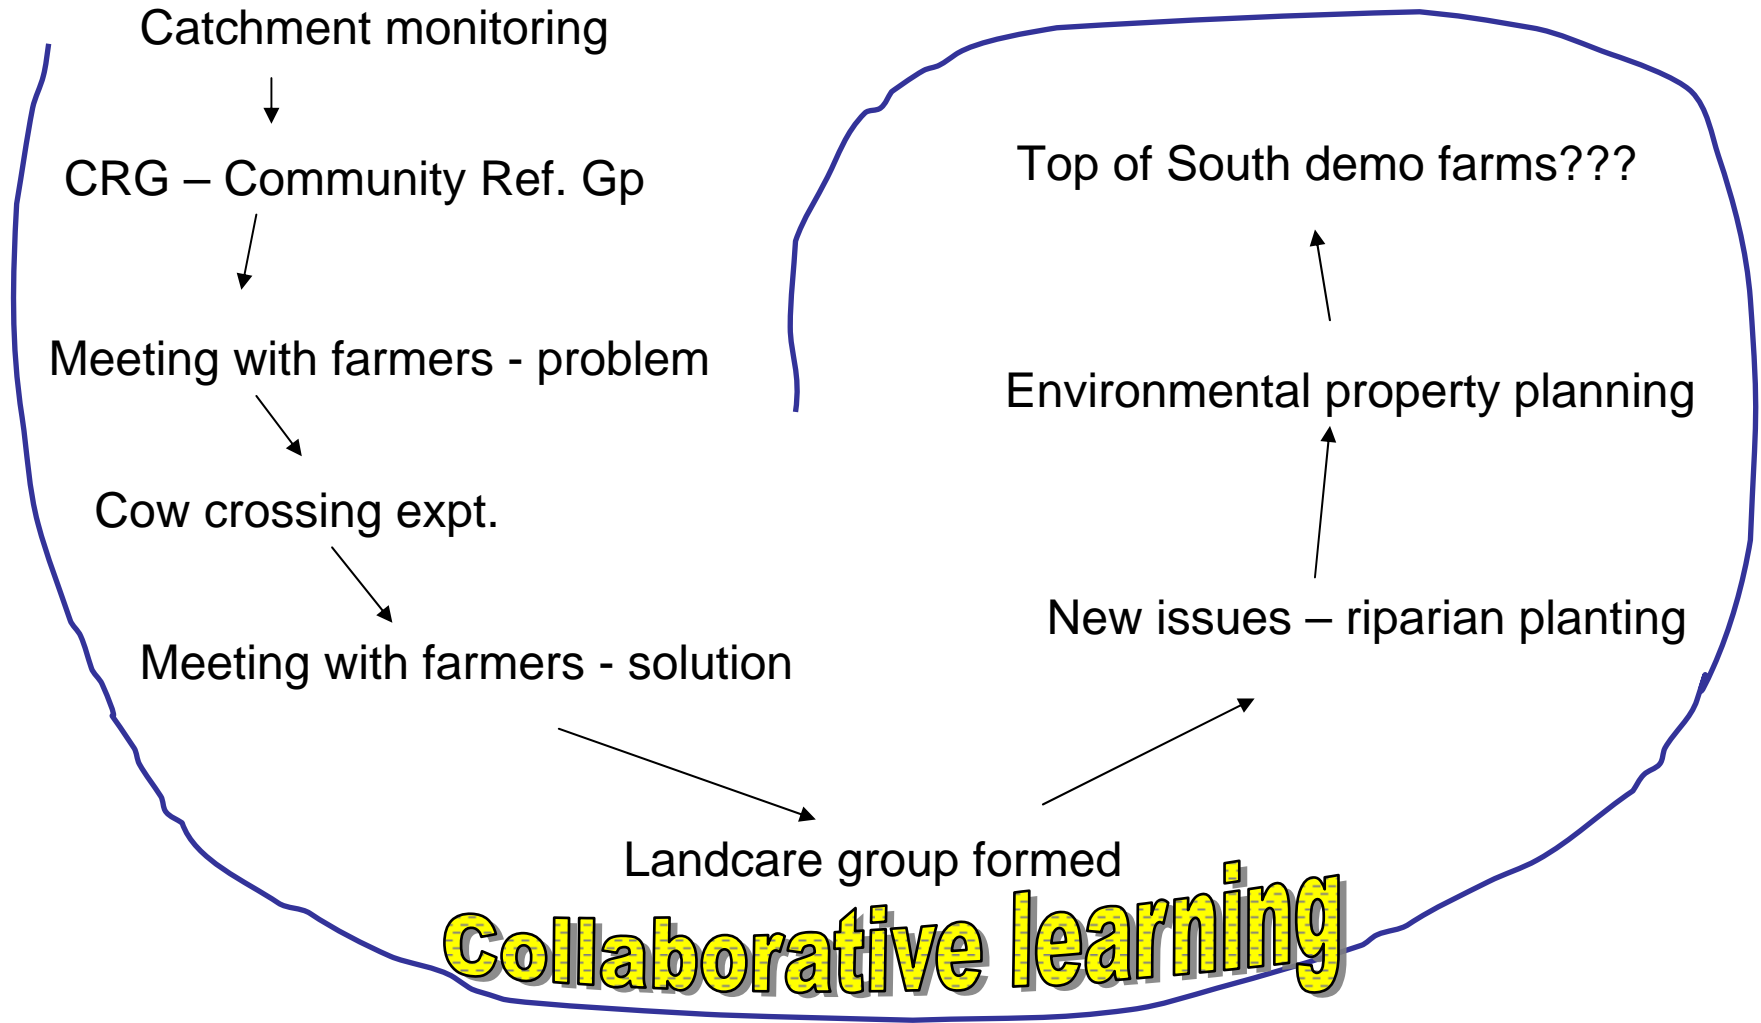 Catchment monitoring
CRG – Community Ref. Gp
Meeting with farmers - problem
Cow crossing expt.
Meeting with farmers - solution
Landcare group formed
New issues – riparian planting
Environmental property planning
Top of South demo farms???
Collaborative learning